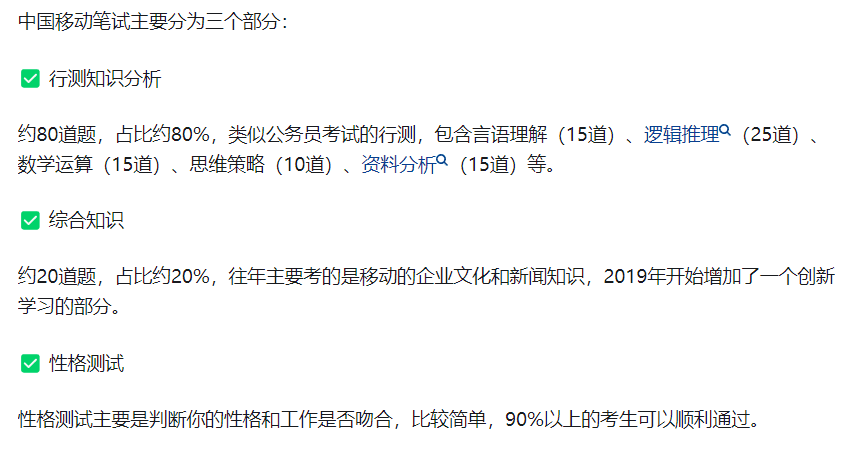 中国移动笔试主要分为三个部分：
✅ 行测知识分析
约80道题，占比约80%，类似公务员考试的行测，包含言语理解（15道）、逻辑推理（25道）、
数学运算（15道）、思维策略（10道）、资料分析（15道）等。
✅ 综合知识
约20道题，占比约20%，往年主要考的是移动的企业文化和新闻知识，2019年开始增加了一个创新
学习的部分。
✅ 性格测试
性格测试主要是判断你的性格和工作是否吻合，比较简单，90%以上的考生可以顺利通过。